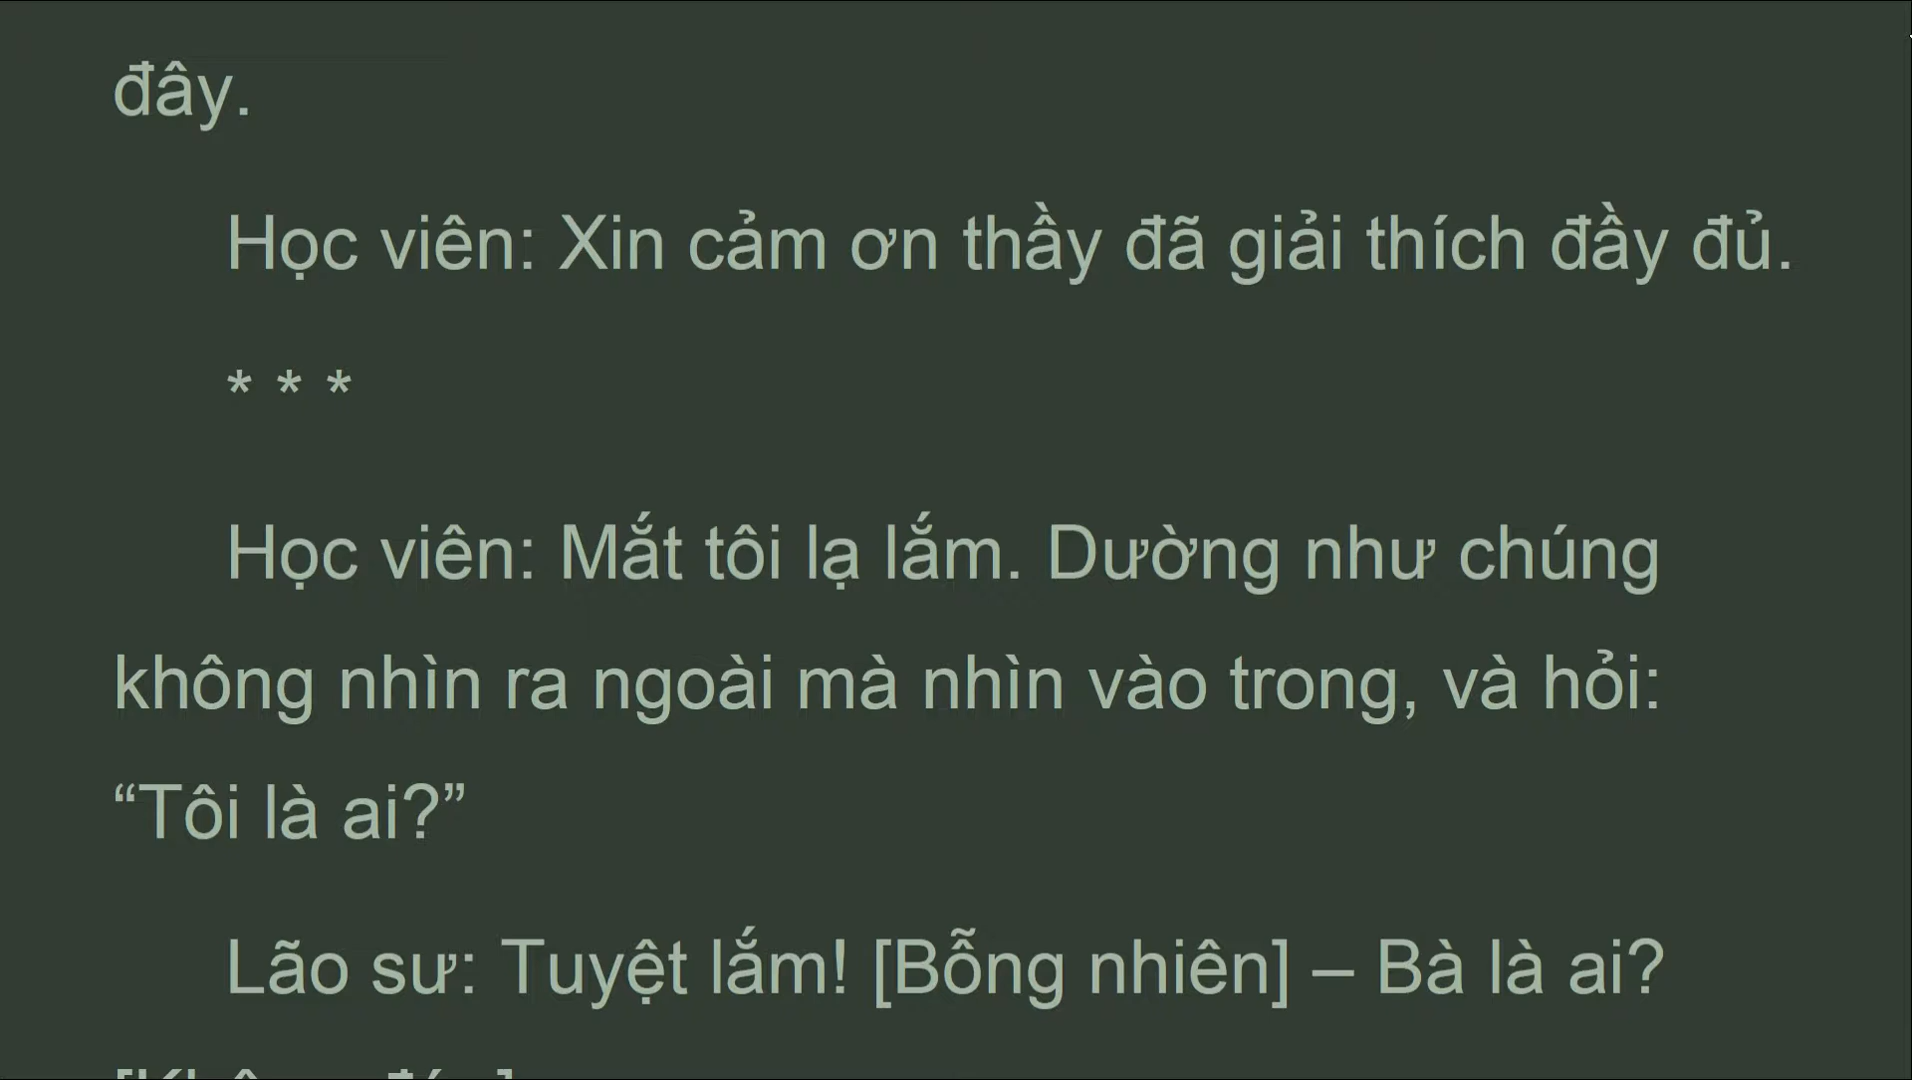 đây.
Học viên: Xin cảm ơn thầy đã giải thích đầy đủ.
* * *
Học viên: Mắt tôi lạ lắm. Dường như chúng
không nhìn ra ngoài mà nhìn vào trong, và hỏi:
“Tôi là ai?”
Lão sư: Tuyệt lắm! [Bỗng nhiên] – Bà là ai?